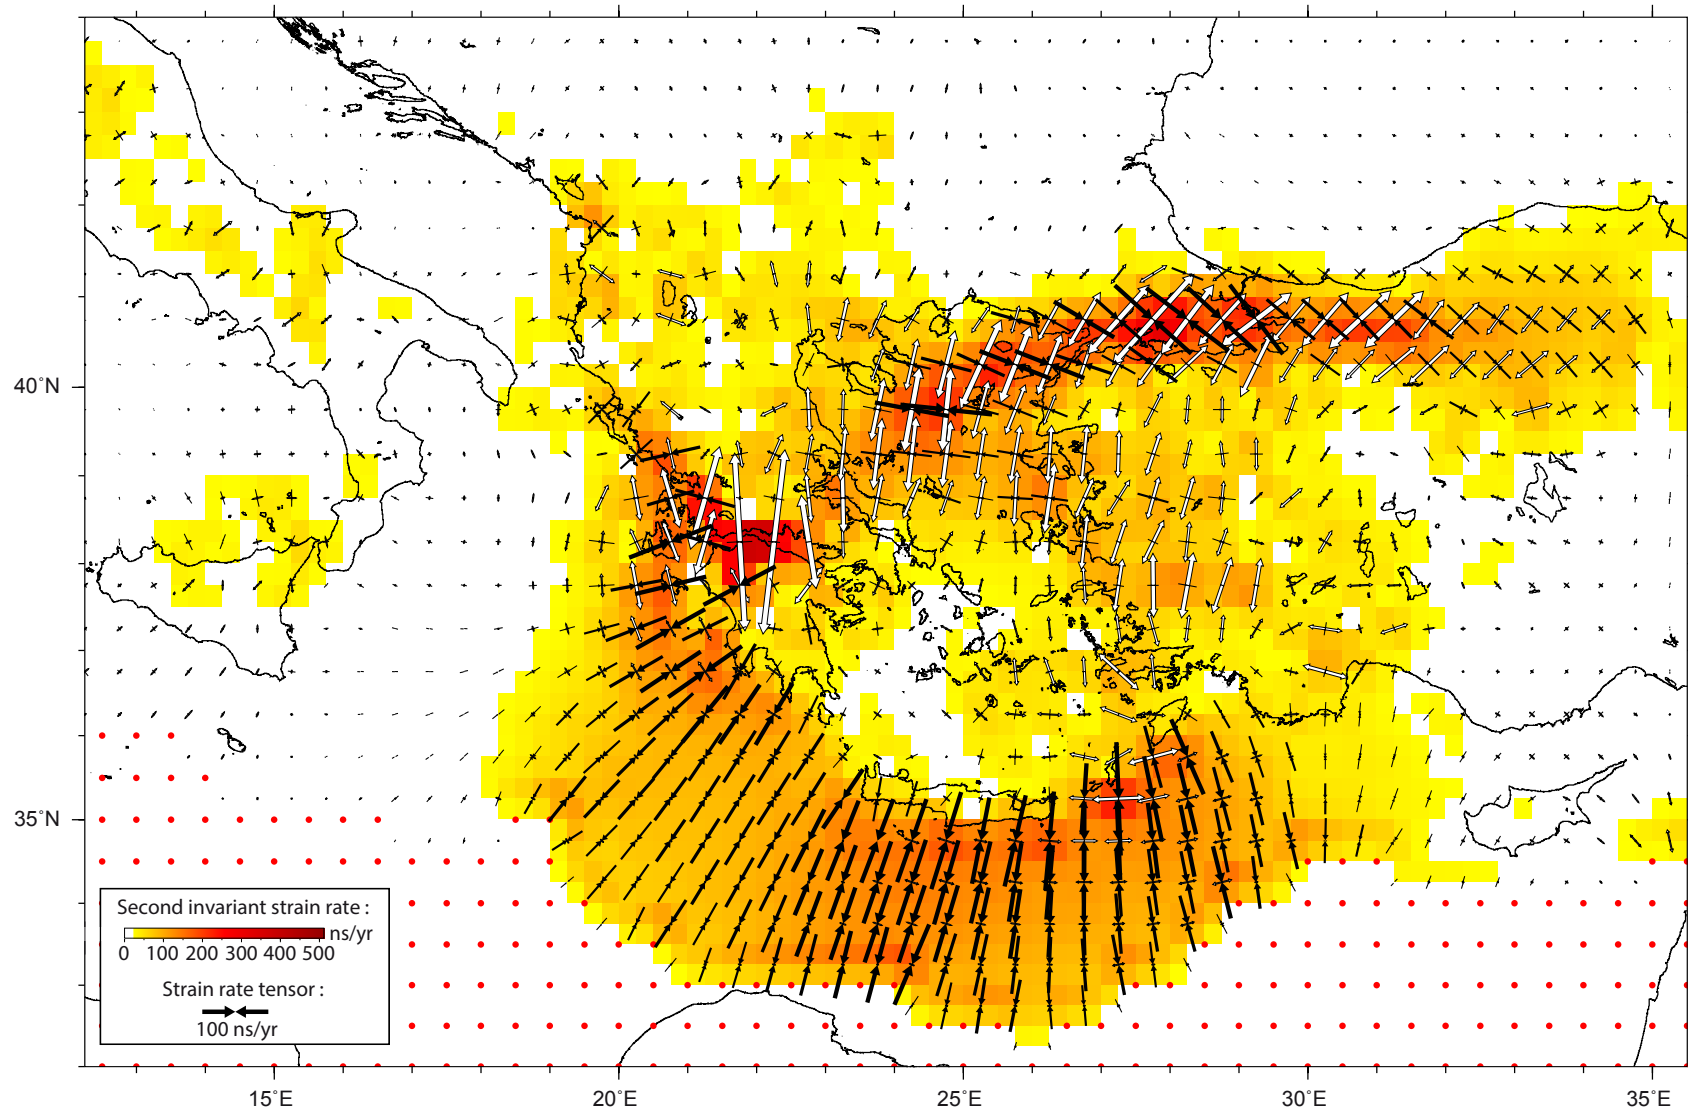 40°N
35°N
Second invariant strain rate :
ns/yr
0 100 200 300 400 500
Strain rate tensor :
100 ns/yr
15°E 20°E 25°E 30°E 35°E